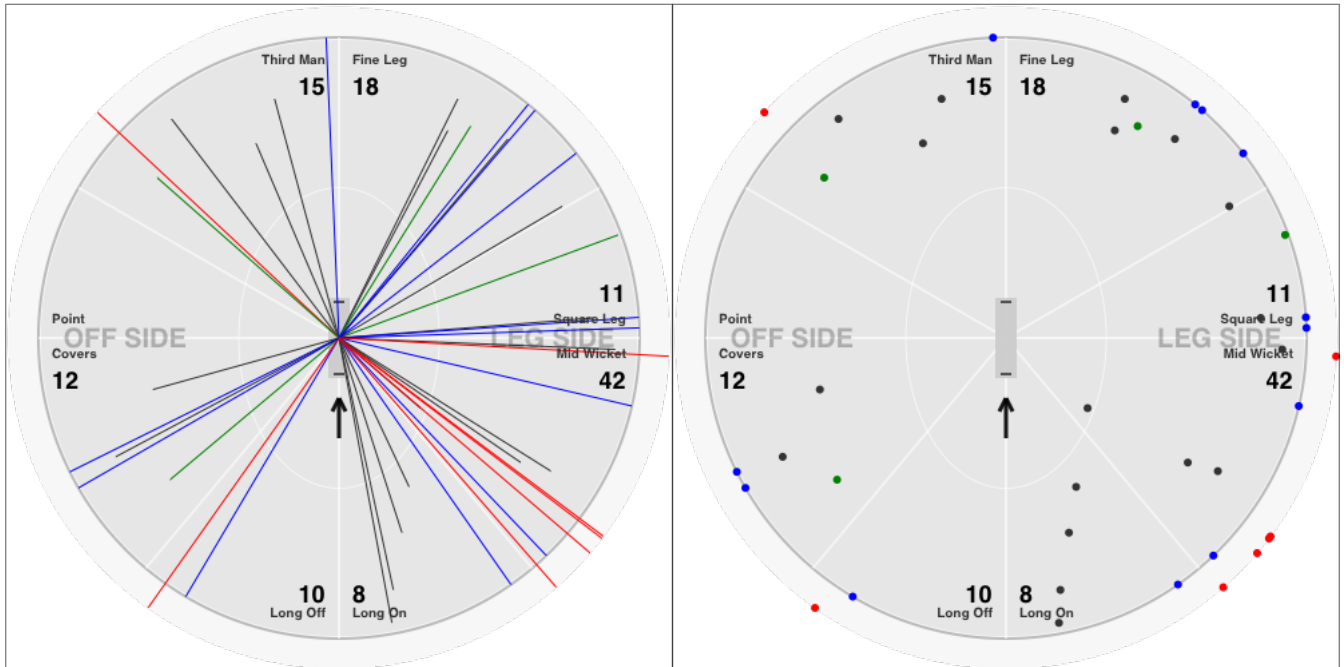 Third Man Fine Leg
15 18
11
Point Square Leg
OFF SIDE LEG SIDE
Covers Mid Wicket
12 42
10 8
Long Off Long On
Third Man Fine Leg
15 18
11
Point Square Leg
OFF SIDE LEG SIDE
Covers Mid Wicket
12 42
10 8
Long Off Long On